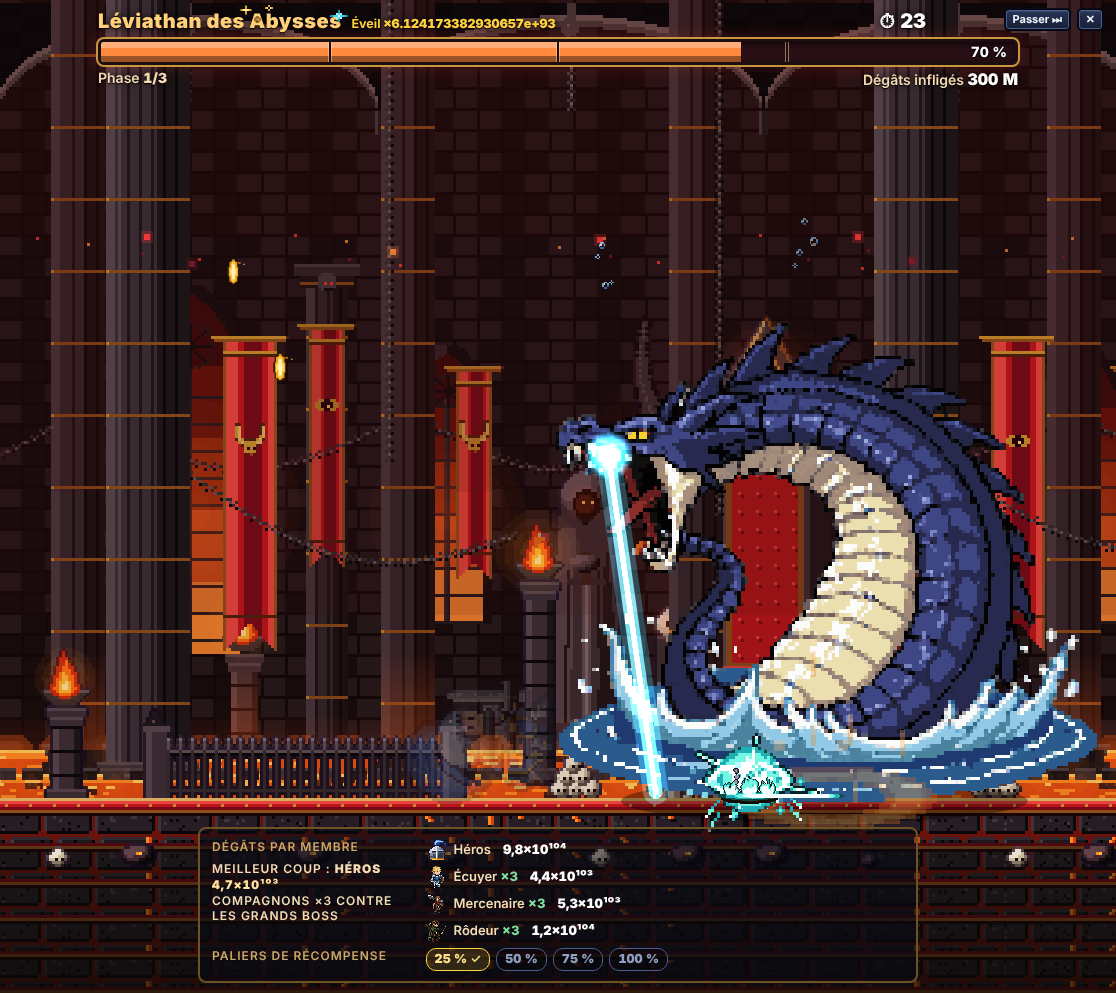 Léviathan des Abysses Éveil ×6.124173382930657e+93
⏱ 23
Passer ⏭ ✕
70 %
Phase 1/3
Dégâts infligés 300 M
DÉGÂTS PAR MEMBRE
MEILLEUR COUP : HÉROS
4,7×10¹⁰³
COMPAGNONS ×3 CONTRE
LES GRANDS BOSS
Héros 9,8×10¹⁰⁴
Écuyer ×3 4,4×10¹⁰³
Mercenaire ×3 5,3×10¹⁰³
Rôdeur ×3 1,2×10¹⁰⁴
PALIERS DE RÉCOMPENSE
25 % ✓ 50 % 75 % 100 %